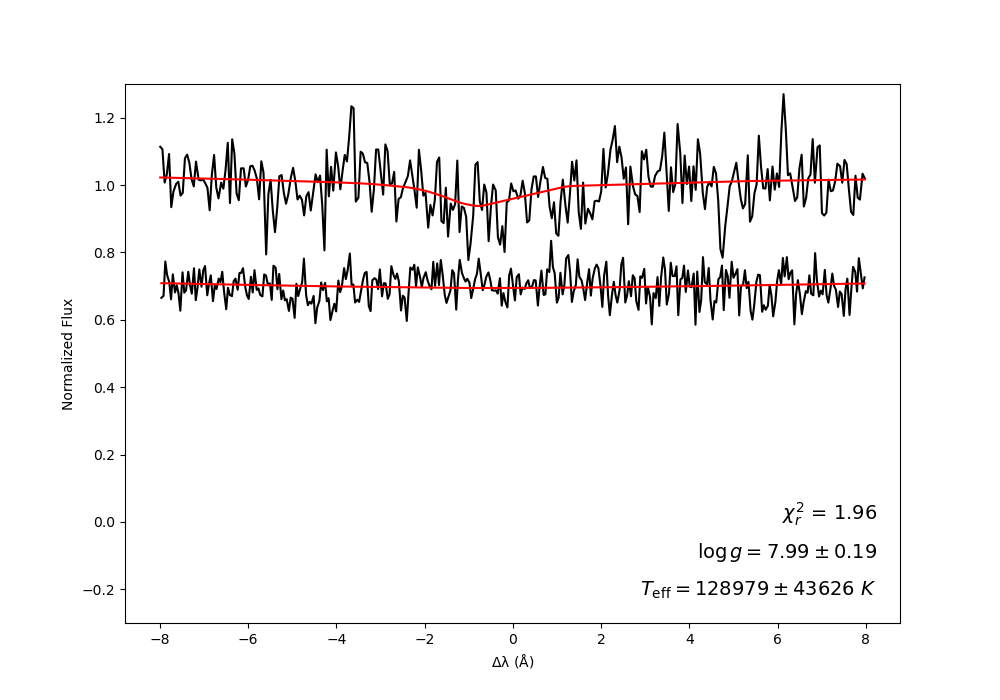 1.2
1.0
0.8
0.6
0.4
0.2
0.0
−0.2
Normalized Flux
χ²ᵣ = 1.96
log g = 7.99 ± 0.19
T_eff = 128979 ± 43626 K
−8 −6 −4 −2 0 2 4 6 8
Δλ (Å)